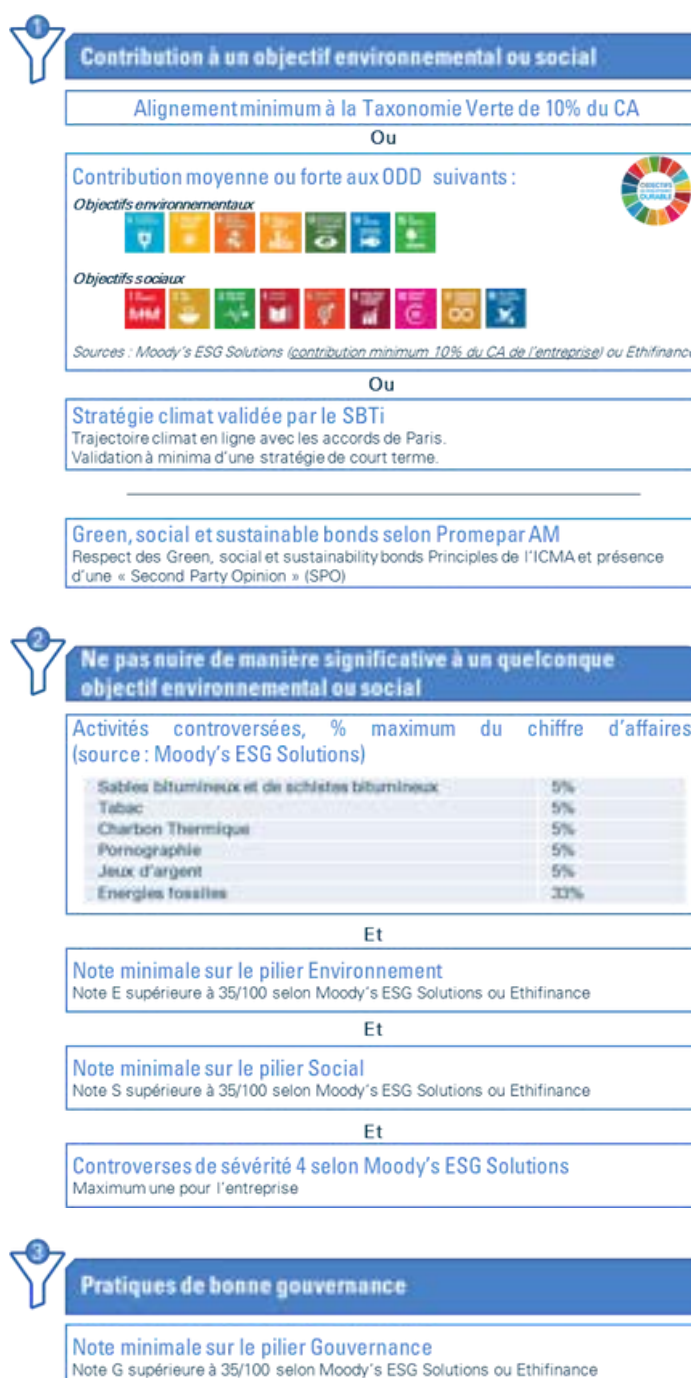 1
Contribution à un objectif environnemental ou social
Alignement minimum à la Taxonomie Verte de 10% du CA
Ou
Contribution moyenne ou forte aux ODD suivants :
OBJECTIFS
DURABLE
Objectifs environnementaux
Objectifs sociaux
Sources : Moody's ESG Solutions (contribution minimum 10% du CA de l'entreprise) ou Ethifinance
Ou
Stratégie climat validée par le SBTi
Trajectoire climat en ligne avec les accords de Paris.
Validation à minima d'une stratégie de court terme.
Green, social et sustainable bonds selon Promepar AM
Respect des Green, social et sustainability bonds Principles de l'ICMA et présence
d'une « Second Party Opinion » (SPO)
2
Ne pas nuire de manière significative à un quelconque
objectif environnemental ou social
Activités controversées, % maximum du chiffre d'affaires
(source : Moody's ESG Solutions)
Sables bitumineux et de schistes bitumineux 5%
Tabac 5%
Charbon Thermique 5%
Pornographie 5%
Jeux d'argent 5%
Energies fossiles 33%
Et
Note minimale sur le pilier Environnement
Note E supérieure à 35/100 selon Moody's ESG Solutions ou Ethifinance
Et
Note minimale sur le pilier Social
Note S supérieure à 35/100 selon Moody's ESG Solutions ou Ethifinance
Et
Controverses de sévérité 4 selon Moody's ESG Solutions
Maximum une pour l'entreprise
3
Pratiques de bonne gouvernance
Note minimale sur le pilier Gouvernance
Note G supérieure à 35/100 selon Moody's ESG Solutions ou Ethifinance